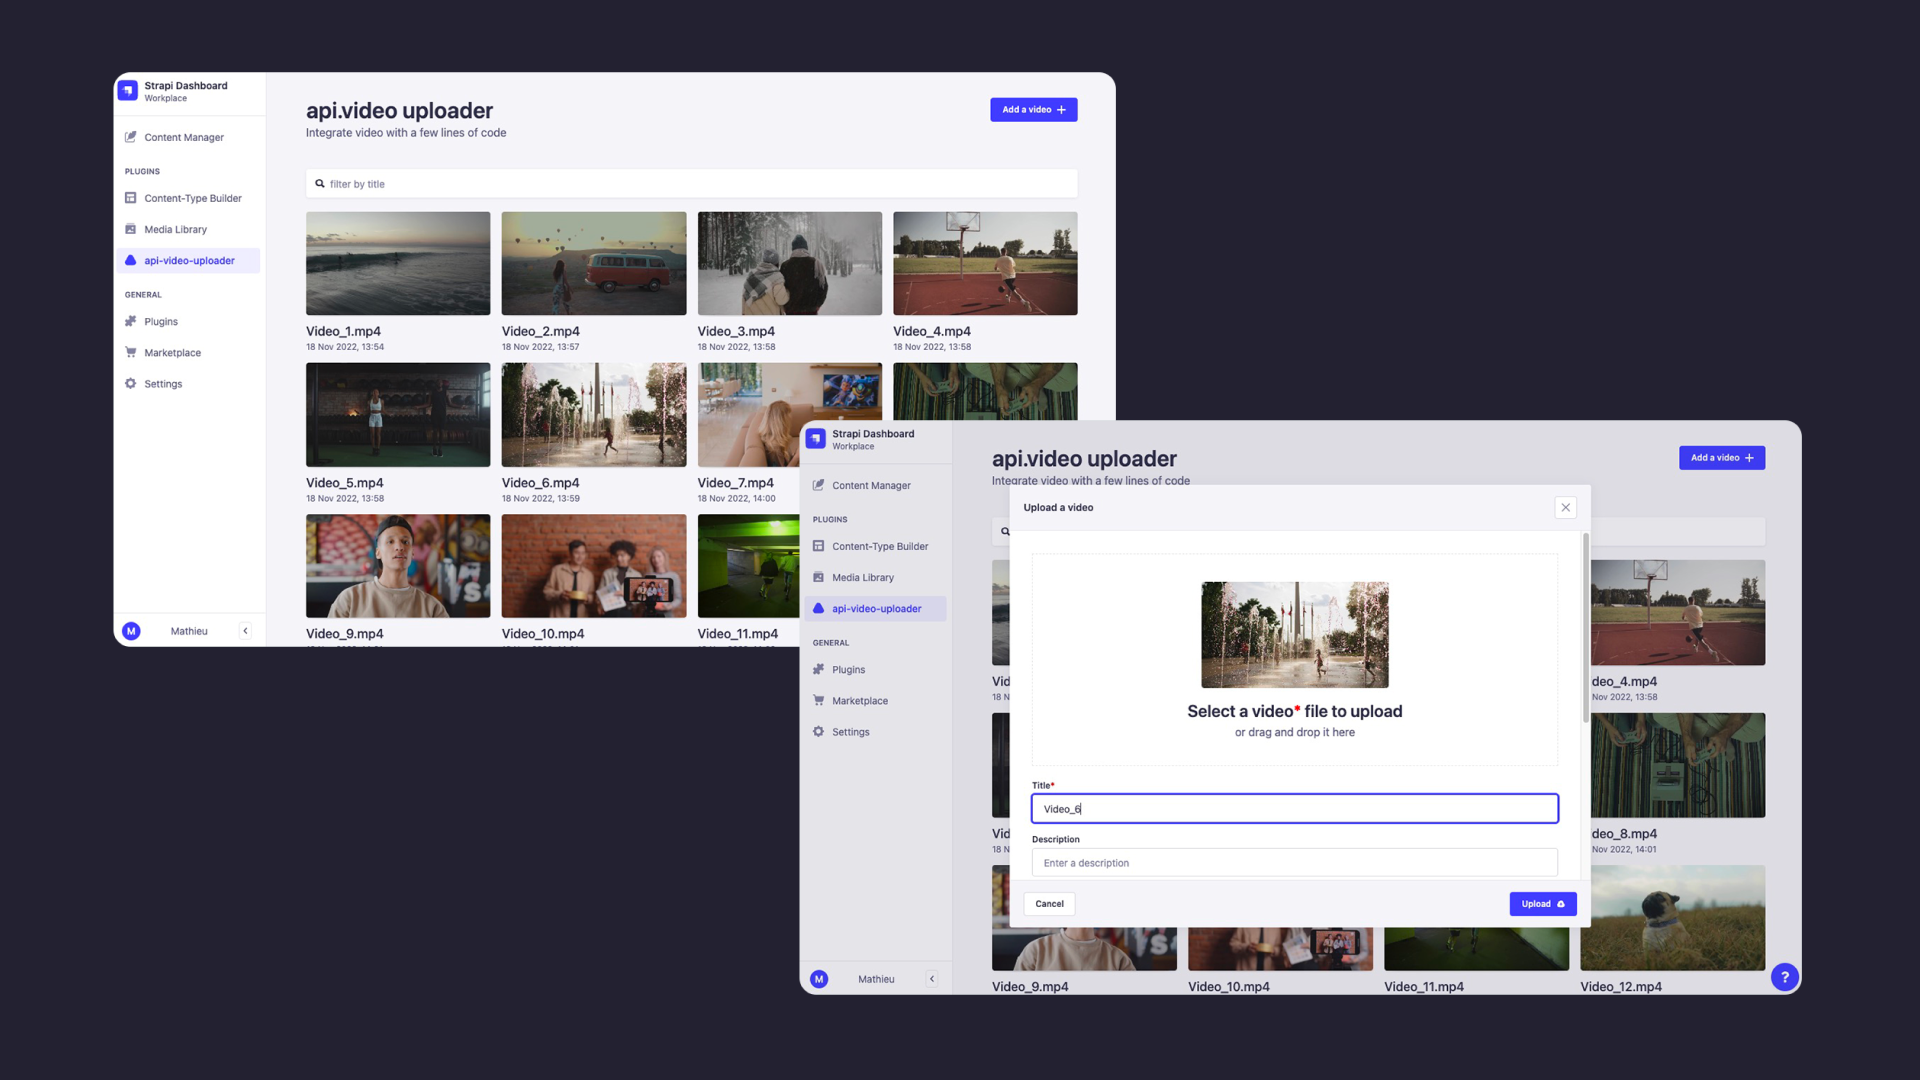 Strapi Dashboard
Workplace
Content Manager
PLUGINS
Content-Type Builder
Media Library
api-video-uploader
GENERAL
Plugins
Marketplace
Settings
M
Mathieu
api.video uploader
Integrate video with a few lines of code
Add a video
filter by title
Video_1.mp4
18 Nov 2022, 13:54
Video_2.mp4
18 Nov 2022, 13:57
Video_3.mp4
18 Nov 2022, 13:58
Video_4.mp4
18 Nov 2022, 13:58
Video_5.mp4
18 Nov 2022, 13:58
Video_6.mp4
18 Nov 2022, 13:59
Video_7.mp4
18 Nov 2022, 14:00
Video_9.mp4
Video_10.mp4
Video_11.mp4
Strapi Dashboard
Workplace
Content Manager
PLUGINS
Content-Type Builder
Media Library
api-video-uploader
GENERAL
Plugins
Marketplace
Settings
M
Mathieu
api.video uploader
Integrate video with a few lines of code
Add a video
Upload a video
Select a video* file to upload
or drag and drop it here
Title*
Video_6
Description
Enter a description
Cancel
Upload
Vid
18 N
deo_4.mp4
Nov 2022, 13:58
Vid
18 N
deo_8.mp4
Nov 2022, 14:01
Video_9.mp4
Video_10.mp4
Video_11.mp4
Video_12.mp4
?